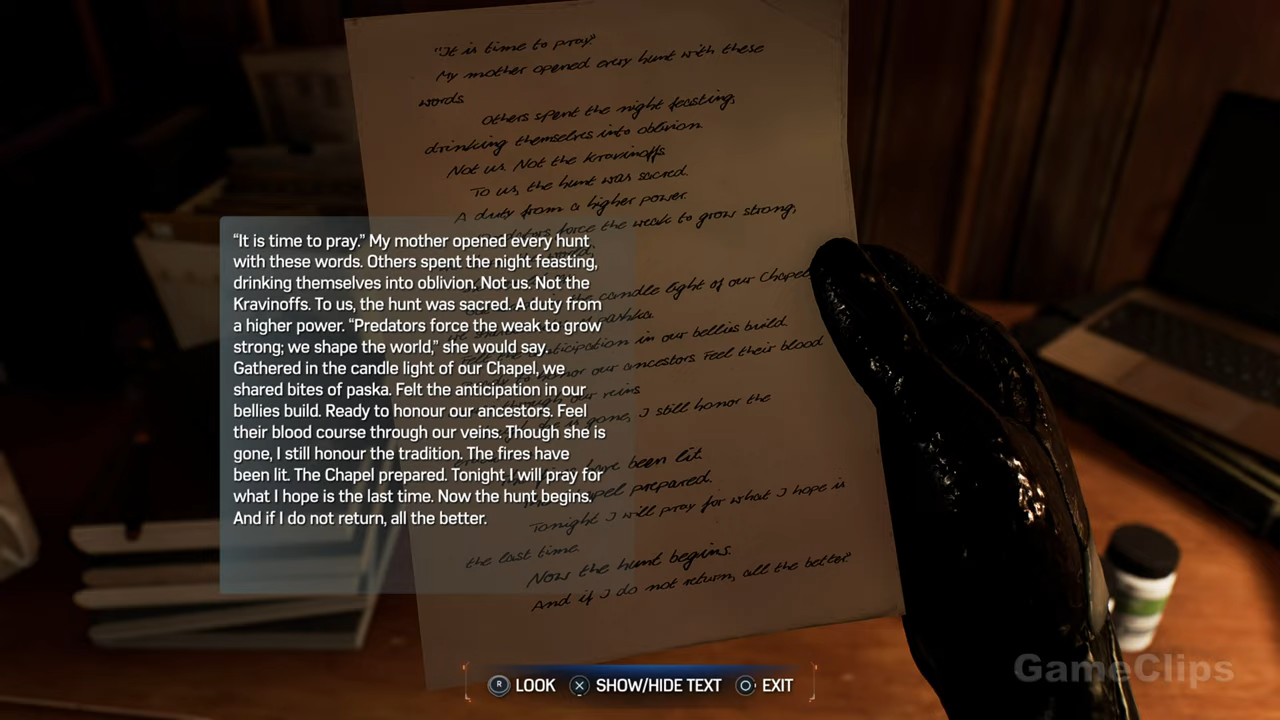 "It is time to pray."
My mother opened every hunt with these
words.
Others spent the night feasting,
drinking themselves into oblivion.
Not us. Not the Kravinoffs.
To us, the hunt was sacred.
A duty from a higher power.
force the weak to grow strong,
the candle light of our Chapel
in our bellies build.
to honor our ancestors. Feel their blood
through our veins.
is gone, I still honor the
have been lit.
prepared.
Tonight I will pray for what I hope is
the last time.
Now the hunt begins.
And if I do not return, all the better."
“It is time to pray.” My mother opened every hunt
with these words. Others spent the night feasting,
drinking themselves into oblivion. Not us. Not the
Kravinoffs. To us, the hunt was sacred. A duty from
a higher power. “Predators force the weak to grow
strong; we shape the world,” she would say.
Gathered in the candle light of our Chapel, we
shared bites of paska. Felt the anticipation in our
bellies build. Ready to honour our ancestors. Feel
their blood course through our veins. Though she is
gone, I still honour the tradition. The fires have
been lit. The Chapel prepared. Tonight I will pray for
what I hope is the last time. Now the hunt begins.
And if I do not return, all the better.
R LOOK SHOW/HIDE TEXT EXIT
GameClips